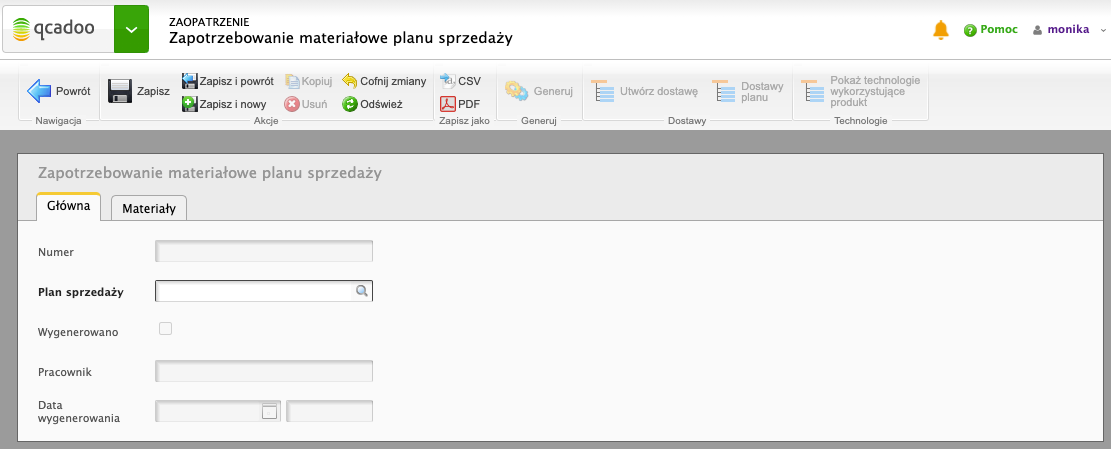 qcadoo
ZAOPATRZENIE
Zapotrzebowanie materiałowe planu sprzedaży
Pomoc
monika
Powrót
Nawigacja
Zapisz
Zapisz i powrót
Kopiuj
Cofnij zmiany
Zapisz i nowy
Usuń
Odśwież
Akcje
CSV
PDF
Zapisz jako
Generuj
Generuj
Utwórz dostawę
Dostawy
planu
Dostawy
Pokaż technologie
wykorzystujące
produkt
Technologie
Zapotrzebowanie materiałowe planu sprzedaży
Główna
Materiały
Numer
Plan sprzedaży
Wygenerowano
Pracownik
Data
wygenerowania